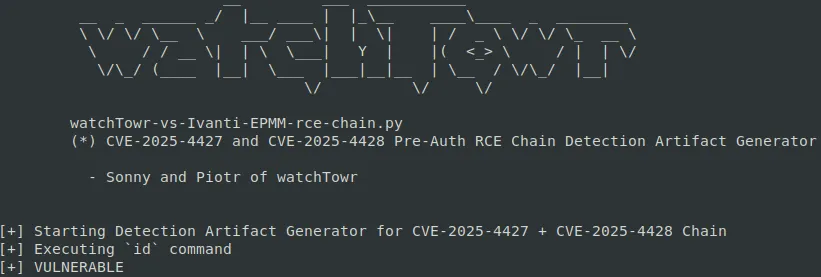 watchTowr
watchTowr-vs-Ivanti-EPMM-rce-chain.py
(*) CVE-2025-4427 and CVE-2025-4428 Pre-Auth RCE Chain Detection Artifact Generator
- Sonny and Piotr of watchTowr
[+] Starting Detection Artifact Generator for CVE-2025-4427 + CVE-2025-4428 Chain
[+] Executing `id` command
[+] VULNERABLE